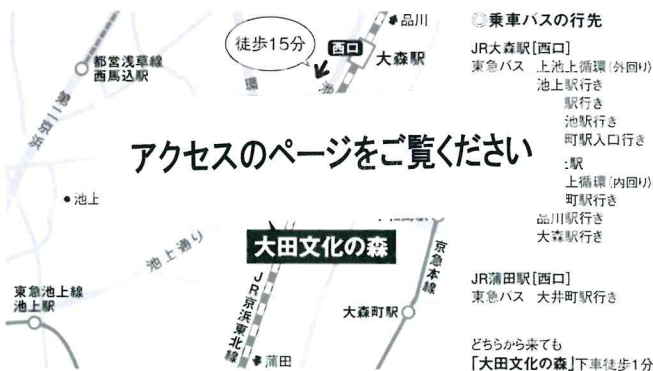 徒歩15分
西口
品川
大森駅
都営浅草線
西馬込駅
環
第二京浜
アクセスのページをご覧ください
池上
池上通り
大田文化の森
JR京浜東北線
京急本線
東急池上線
池上駅
大森町駅
蒲田
◎乗車バスの行先
JR大森駅[西口]
東急バス 上池上循環(外回り)
池上駅行き
駅行き
池駅行き
町駅入口行き
駅
上循環(内回り)
町駅行き
品川駅行き
大森駅行き
JR蒲田駅[西口]
東急バス 大井町駅行き
どちらから来ても
「大田文化の森」下車徒歩1分